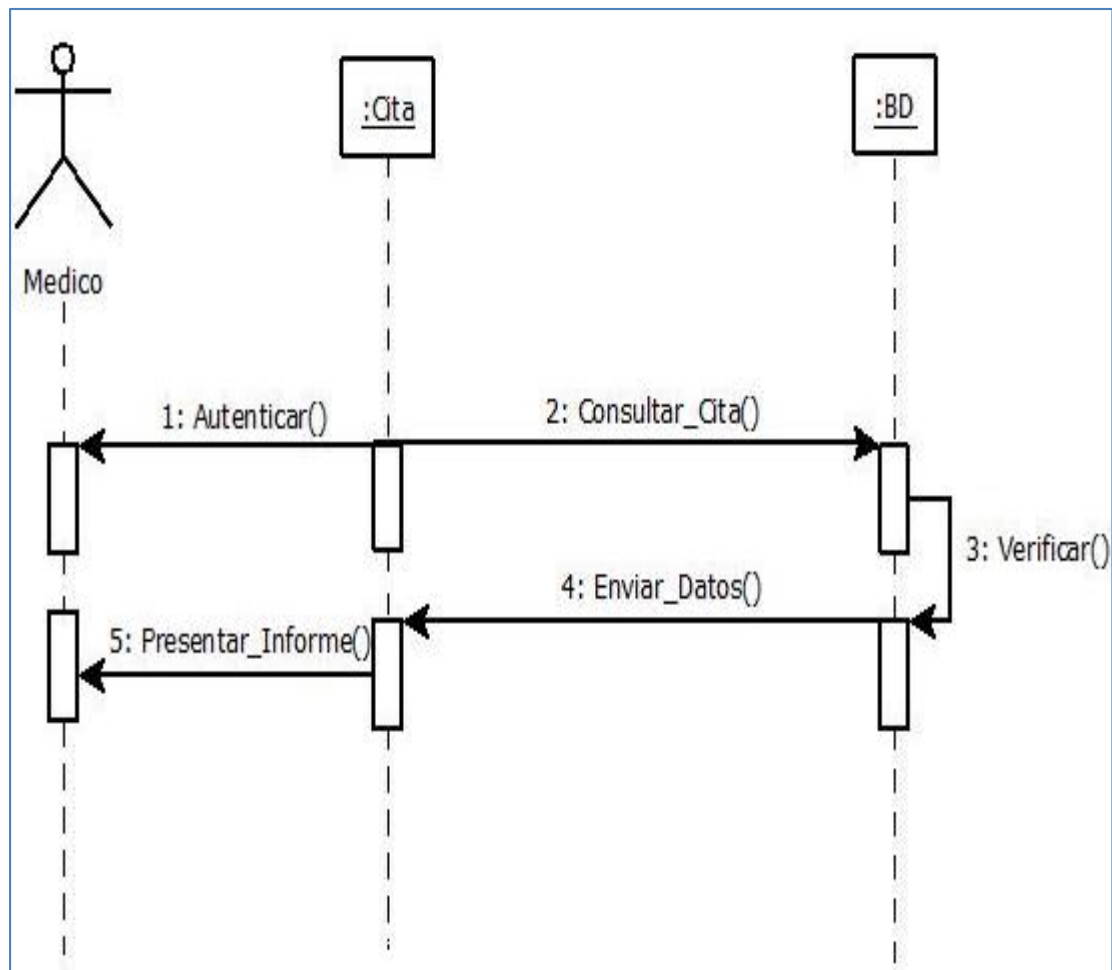 :Cita
:BD
Medico
1: Autenticar()
2: Consultar_Cita()
3: Verificar()
4: Enviar_Datos()
5: Presentar_Informe()